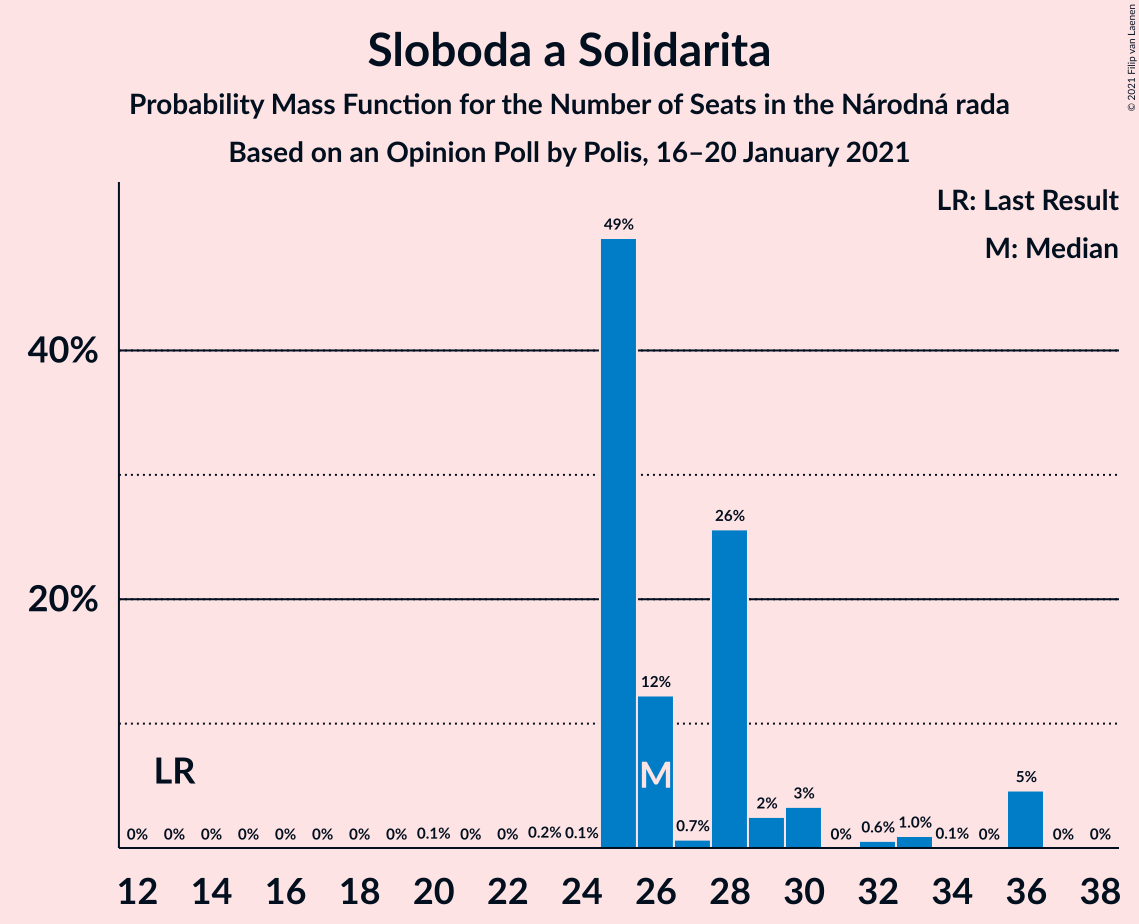 Sloboda a Solidarita
Probability Mass Function for the Number of Seats in the Národná rada
Based on an Opinion Poll by Polis, 16–20 January 2021
© 2021 Filip van Laenen
LR: Last Result
M: Median
40%
20%
49%
12%
26%
0% 0% 0% 0% 0% 0% 0% 0% 0.1% 0% 0% 0.2% 0.1% 0.7% 2% 3% 0% 0.6% 1.0% 0.1% 0% 5% 0% 0%
LR
M
12 14 16 18 20 22 24 26 28 30 32 34 36 38